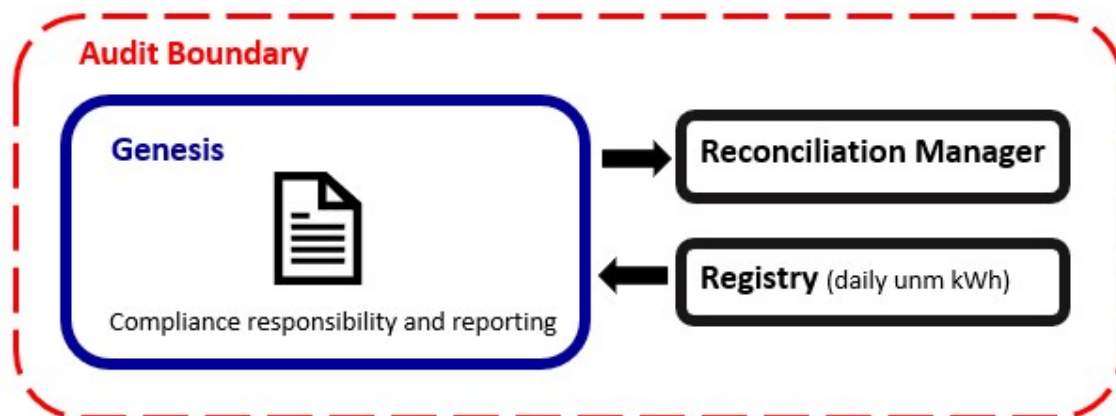 Audit Boundary
Genesis
Compliance responsibility and reporting
Reconciliation Manager
Registry (daily unm kWh)